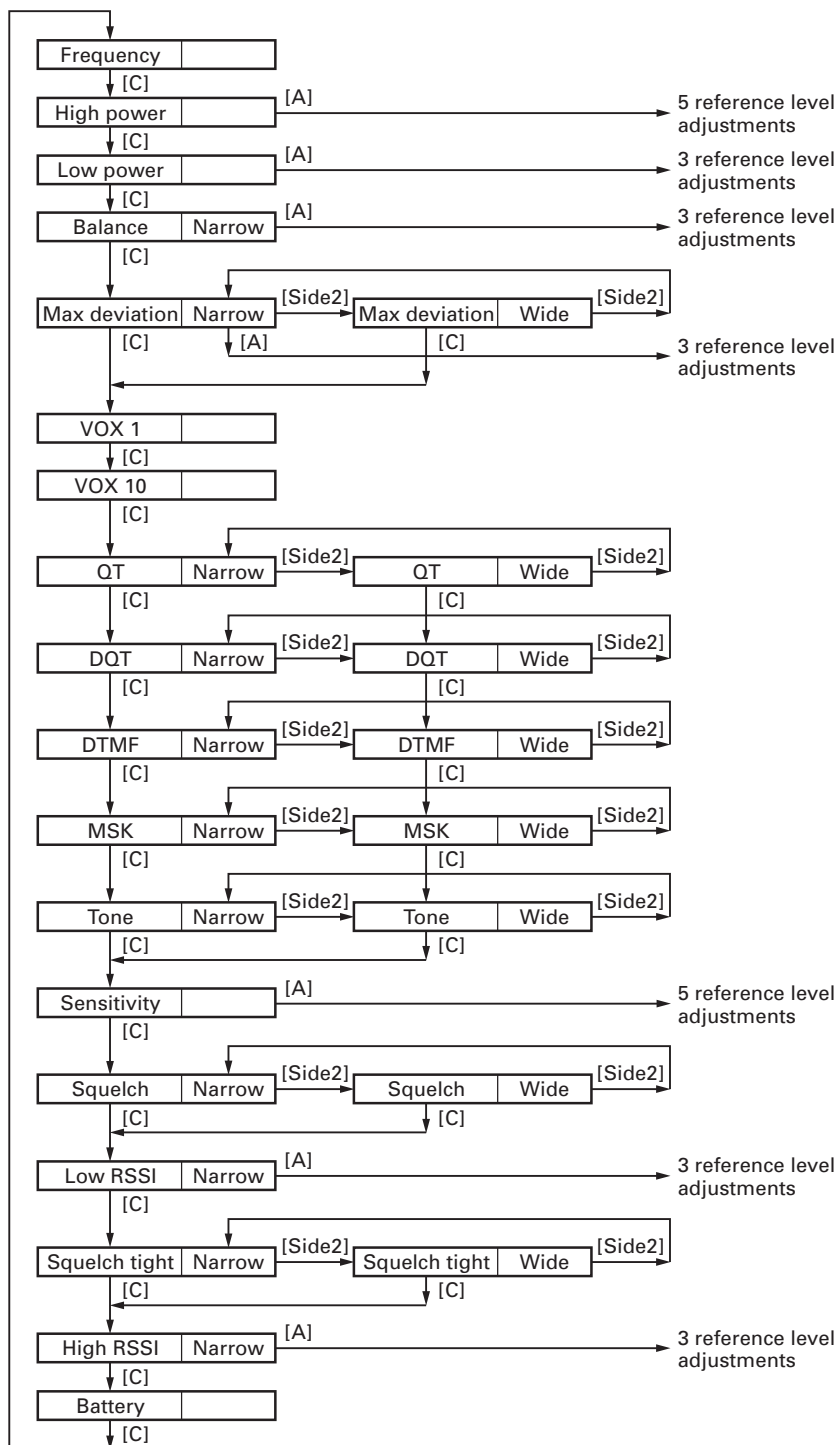 Frequency
[C]
High power [A] 5 reference level
adjustments
[C]
Low power [A] 3 reference level
adjustments
[C]
Balance Narrow [A] 3 reference level
adjustments
[C]
Max deviation Narrow [Side2] Max deviation Wide [Side2]
[C] [A] [C] 3 reference level
adjustments
VOX 1
[C]
VOX 10
[C]
QT Narrow [Side2] QT Wide [Side2]
[C] [C]
DQT Narrow [Side2] DQT Wide [Side2]
[C] [C]
DTMF Narrow [Side2] DTMF Wide [Side2]
[C] [C]
MSK Narrow [Side2] MSK Wide [Side2]
[C] [C]
Tone Narrow [Side2] Tone Wide [Side2]
[C] [C]
Sensitivity [A] 5 reference level
adjustments
[C]
Squelch Narrow [Side2] Squelch Wide [Side2]
[C] [C]
Low RSSI Narrow [A] 3 reference level
adjustments
[C]
Squelch tight Narrow [Side2] Squelch tight Wide [Side2]
[C] [C]
High RSSI Narrow [A] 3 reference level
adjustments
[C]
Battery
[C]